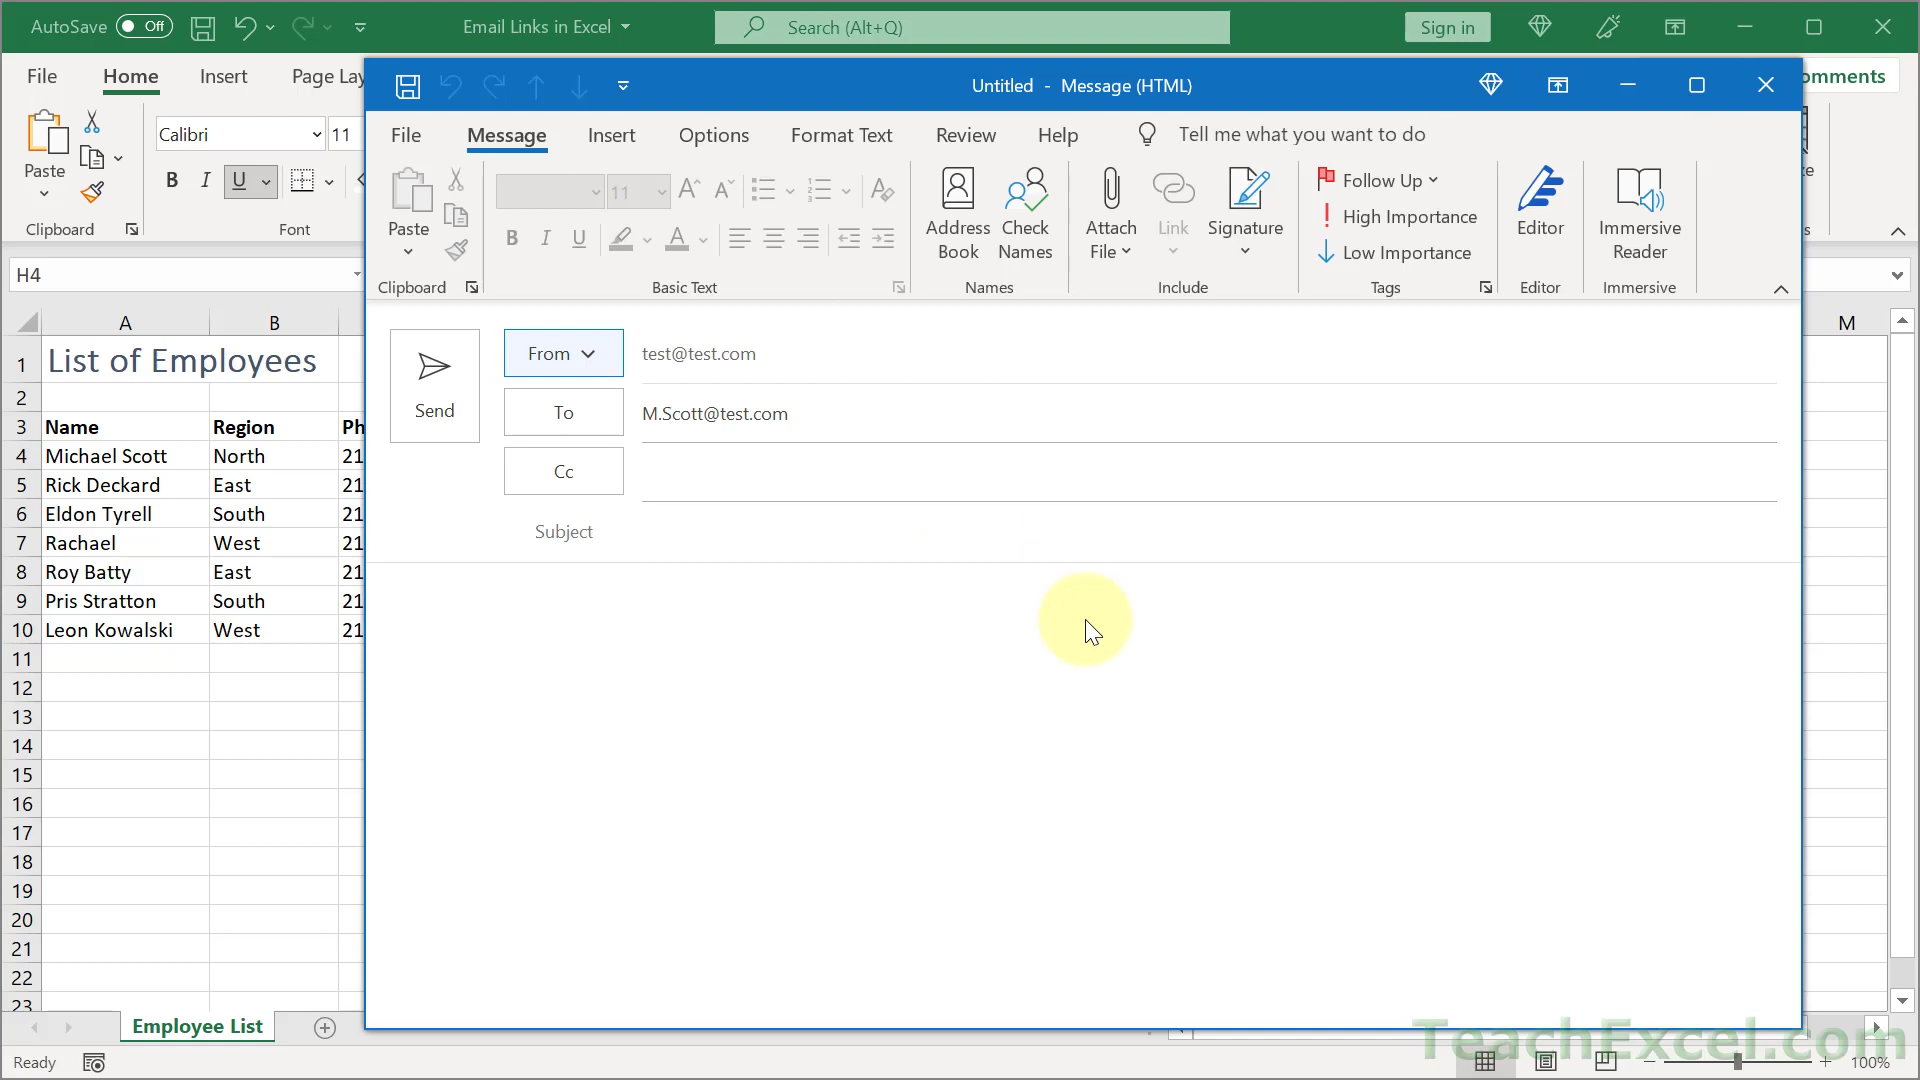 AutoSave Off Email Links in Excel Search (Alt+Q) Sign in
File Home Insert Page Lay omments
Untitled - Message (HTML)
File Message Insert Options Format Text Review Help Tell me what you want to do
Calibri 11
Paste
B I U
Clipboard Font
Paste
11
B I U
Clipboard Basic Text
Address Book
Check Names
Names
Attach File
Link
Signature
Include
Follow Up
High Importance
Low Importance
Tags
Editor
Editor
Immersive Reader
Immersive
H4
A B M
Send
From test@test.com
To M.Scott@test.com
Cc
Subject
1 List of Employees
2
3 Name Region Ph
4 Michael Scott North 21
5 Rick Deckard East 21
6 Eldon Tyrell South 21
7 Rachael West 21
8 Roy Batty East 21
9 Pris Stratton South 21
10 Leon Kowalski West 21
11
12
13
14
15
16
17
18
19
20
21
22
23
Employee List
TeachExcel.com
Ready 100%